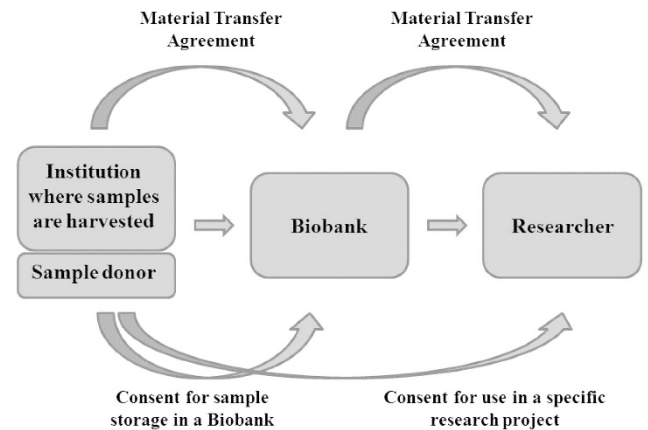 Material Transfer
Agreement
Material Transfer
Agreement
Institution
where samples
are harvested
Sample donor
Biobank
Researcher
Consent for sample
storage in a Biobank
Consent for use in a specific
research project